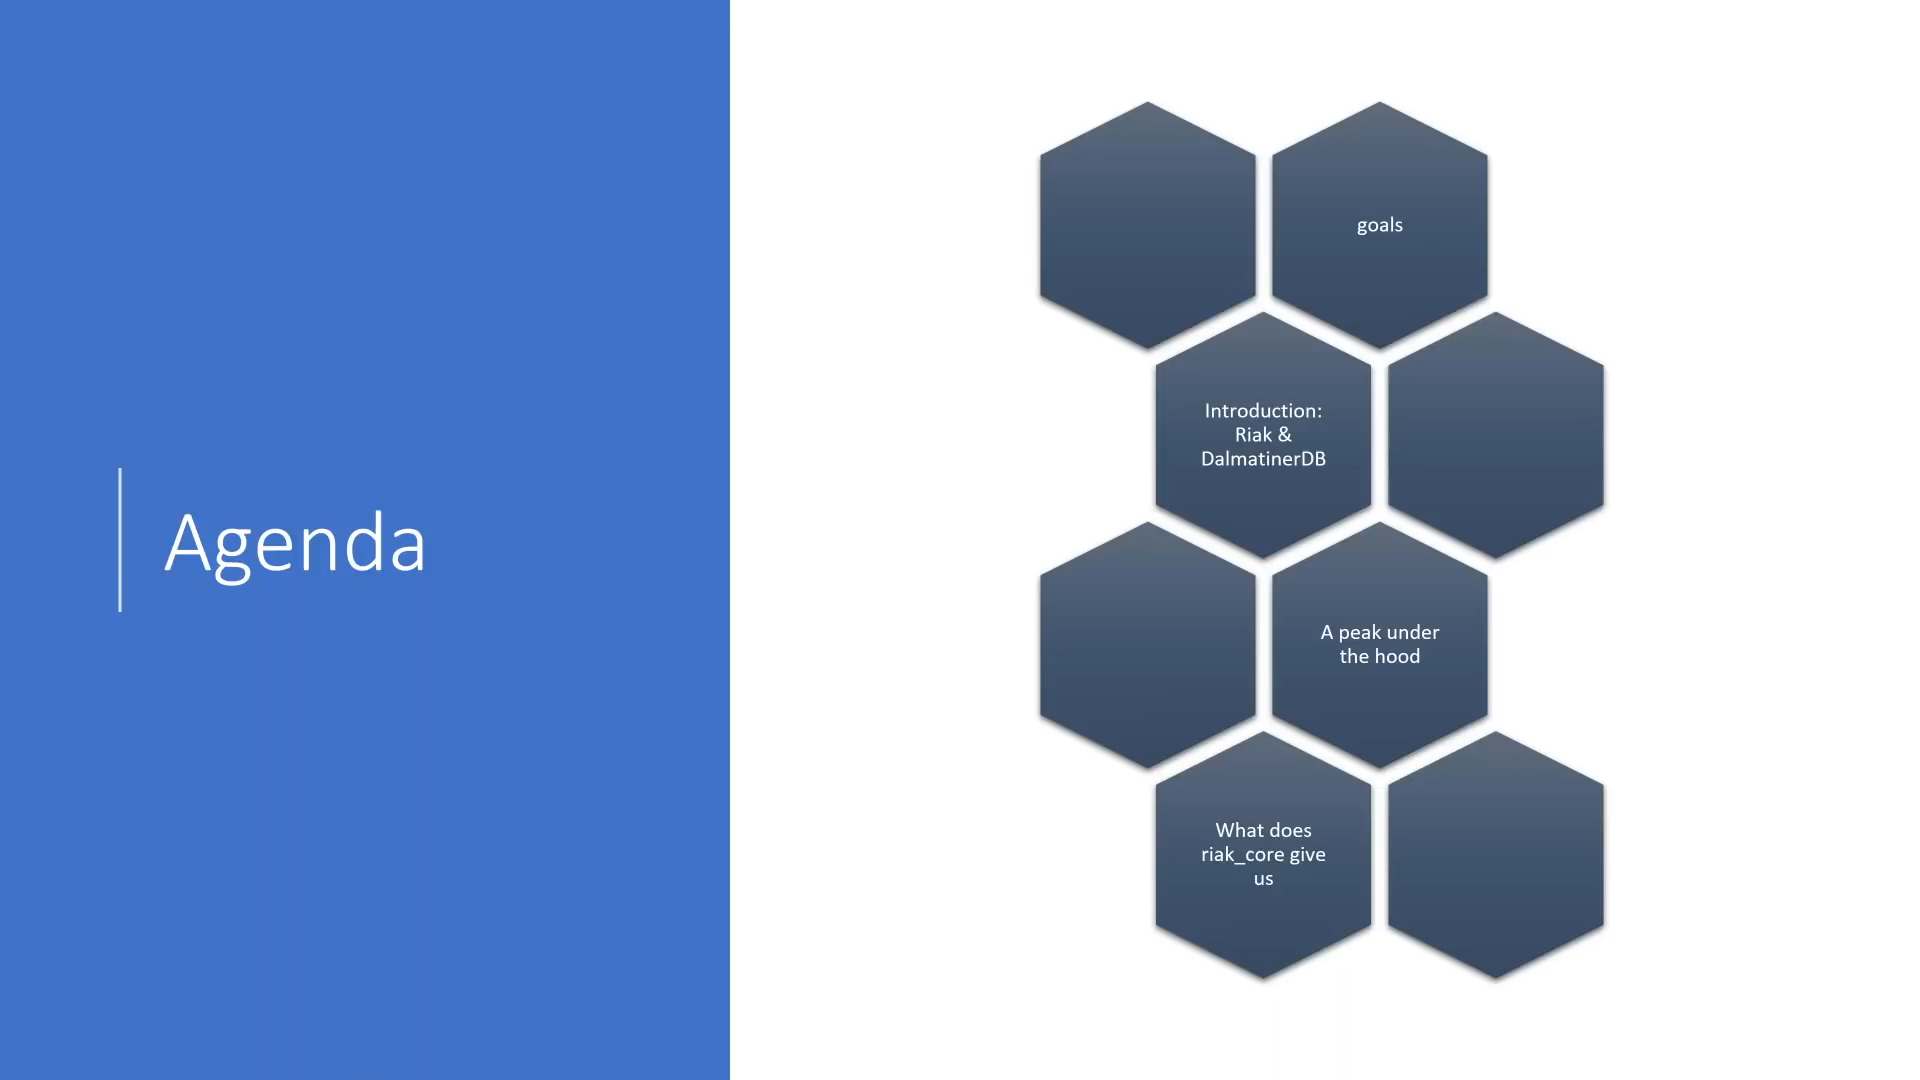 Agenda
goals
Introduction:
Riak &
DalmatinerDB
A peak under
the hood
What does
riak_core give
us